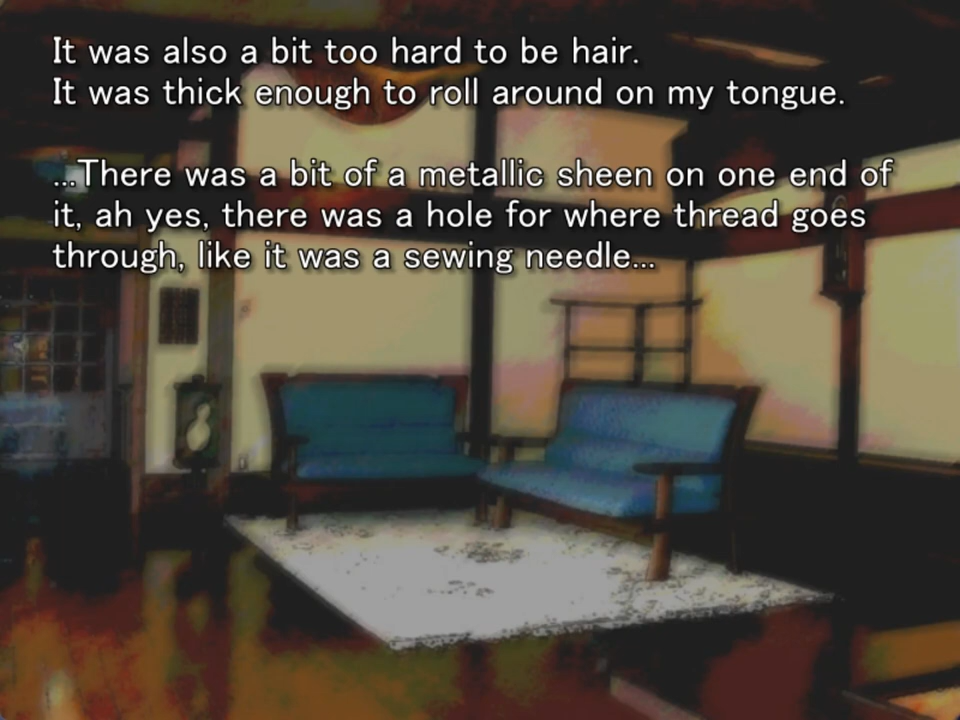 It was also a bit too hard to be hair.
It was thick enough to roll around on my tongue.
...There was a bit of a metallic sheen on one end of
it, ah yes, there was a hole for where thread goes
through, like it was a sewing needle...